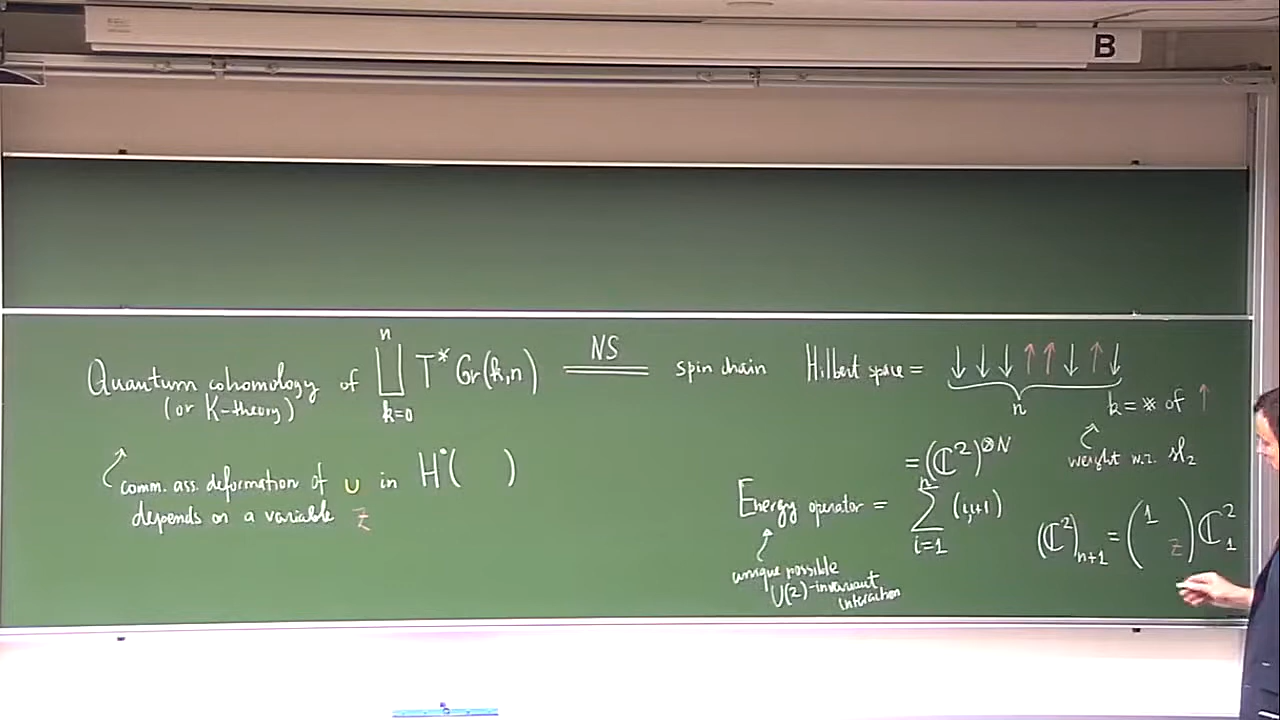 B
Quantum cohomology of ∐_{k=0}^{n} T* Gr(k,n) =NS= spin chain Hilbert space = ↓↓↓↑↑↓↑↓
(or K-theory)
n
k = # of ↑
weight w.r. sl₂
comm. ass. deformation of ∪ in H•( )
depends on a variable z
= (ℂ²)^{⊗N}
Energy operator = ∑_{i=1}^{n} (i,i+1)
(ℂ²)_{n+1} = (1 z) ℂ²₁
unique possible
U(2)-invariant
interaction